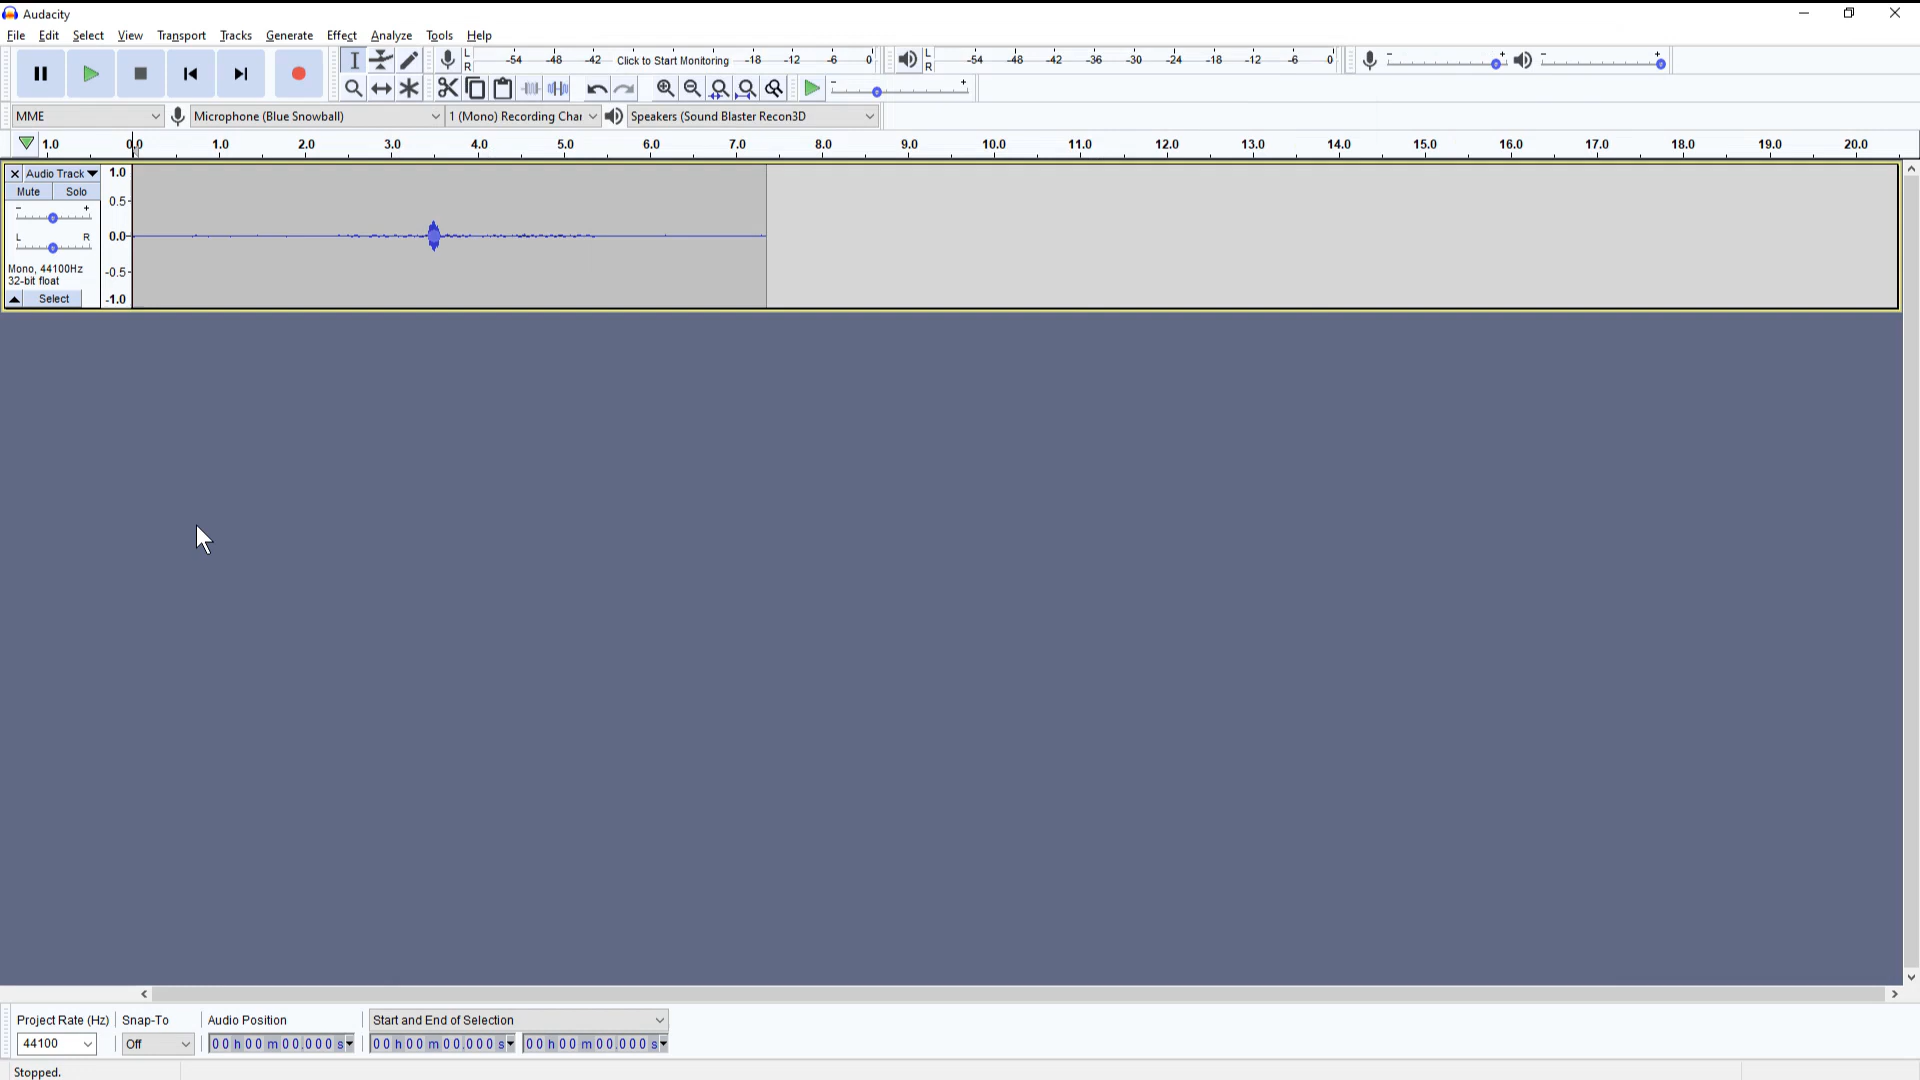 Audacity
File Edit Select View Transport Tracks Generate Effect Analyze Tools Help
L R -54 -48 -42 Click to Start Monitoring -18 -12 -6 0 L R -54 -48 -42 -36 -30 -24 -18 -12 -6 0 - + - +
- +
MME Microphone (Blue Snowball) 1 (Mono) Recording Char Speakers (Sound Blaster Recon3D
1.0 0.0 1.0 2.0 3.0 4.0 5.0 6.0 7.0 8.0 9.0 10.0 11.0 12.0 13.0 14.0 15.0 16.0 17.0 18.0 19.0 20.0
Audio Track 1.0
Mute Solo
0.5
- +
0.0
L R
Mono, 44100Hz -0.5
32-bit float
Select -1.0
Project Rate (Hz) Snap-To Audio Position Start and End of Selection
44100 Off 00 h 00 m 00.000 s 00 h 00 m 00.000 s 00 h 00 m 00.000 s
Stopped.